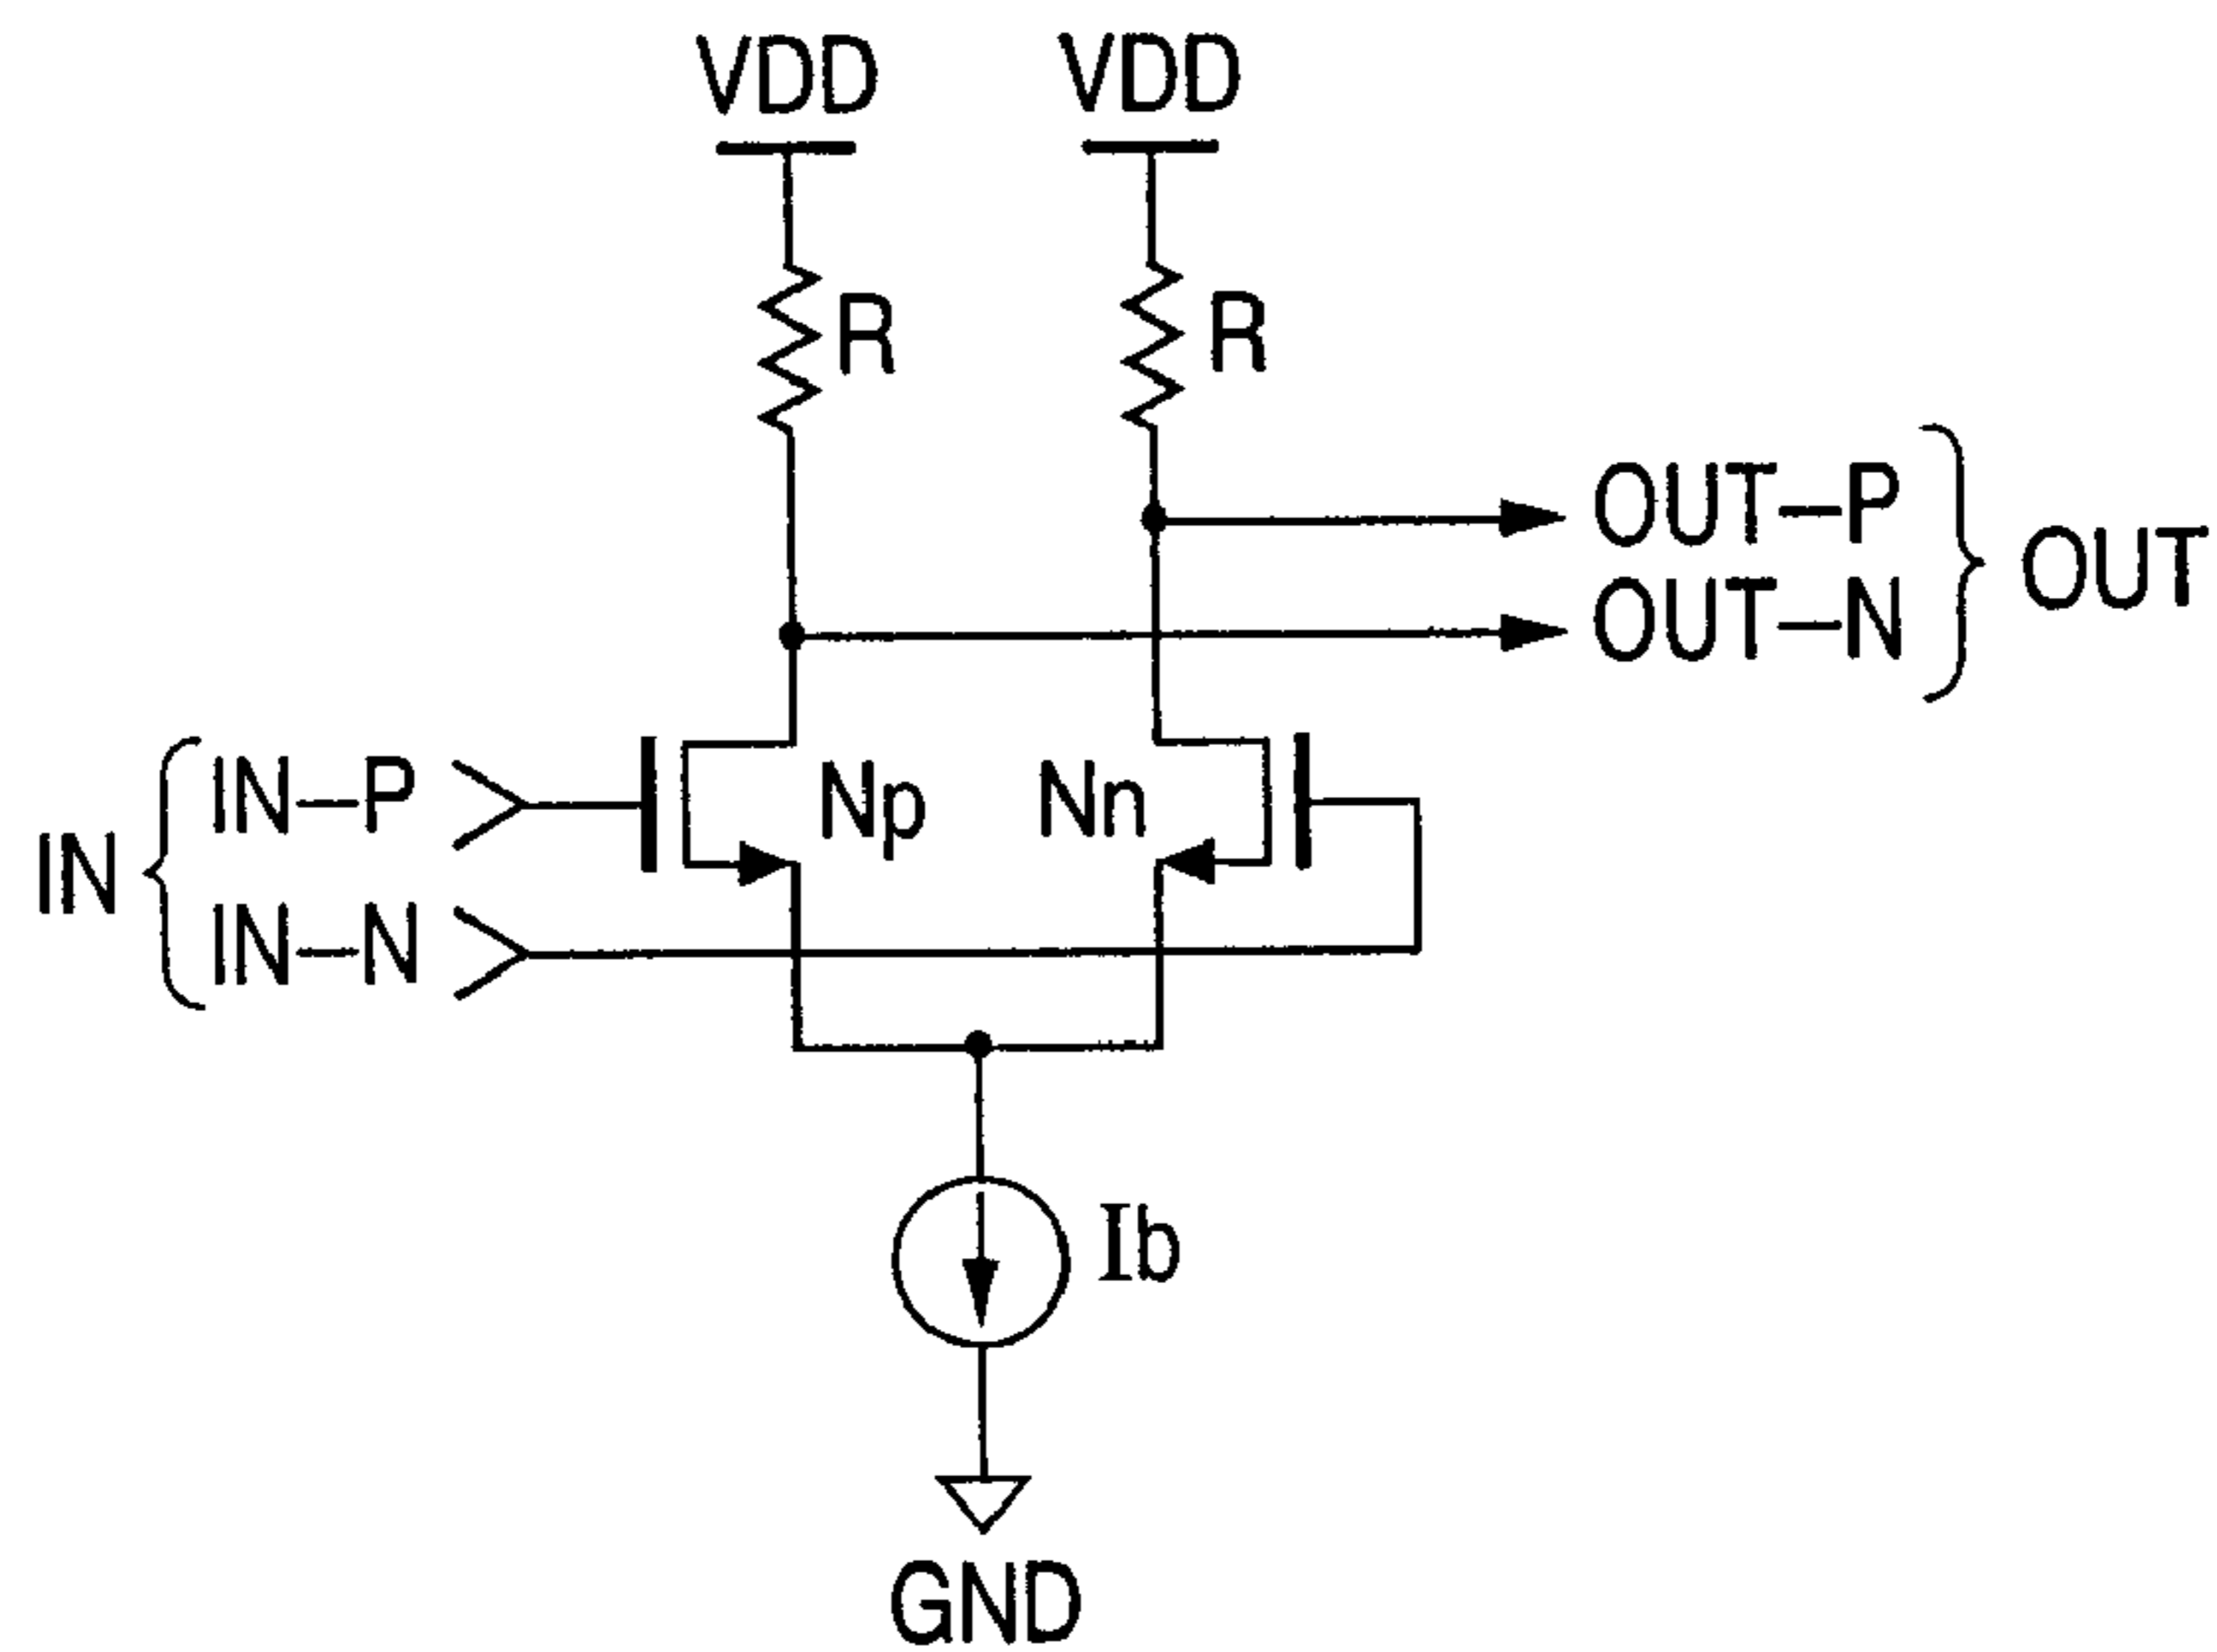 VDD VDD
R R
OUT-P
OUT
OUT-N
IN-P Np Nn
IN
IN-N
Ib
GND